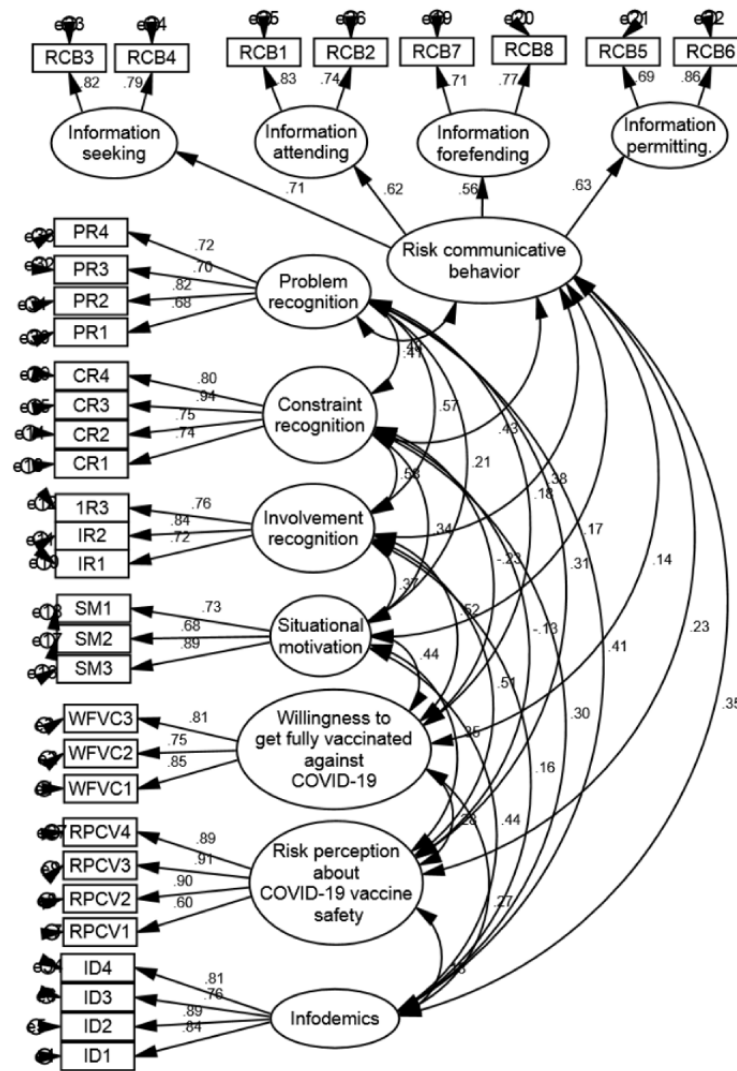 RCB3 RCB4 RCB1 RCB2 RCB7 RCB8 RCB5 RCB6
.82 .79 .83 .74 .71 .77 .69 .86
Information
seeking
Information
attending
Information
forefending
Information
permitting.
.71 .62 .56 .63
Risk communicative
behavior
PR4
PR3
PR2
PR1
.72
.70
.82
.68
Problem
recognition
CR4
CR3
CR2
CR1
.80
.94
.75
.74
Constraint
recognition
.41
.57
.43
.21
.18
.38
1R3
IR2
IR1
.76
.84
.72
Involvement
recognition
.58
.34
-.23
.31
.17
.14
SM1
SM2
SM3
.73
.68
.89
Situational
motivation
.37
.52
-.13
.41
.23
.44
.51
.30
.35
WFVC3
WFVC2
WFVC1
.81
.75
.85
Willingness to
get fully vaccinated
against
COVID-19
.16
.28
.44
RPCV4
RPCV3
RPCV2
RPCV1
.89
.91
.90
.60
Risk perception
about
COVID-19 vaccine
safety
.27
ID4
ID3
ID2
ID1
.81
.76
.89
.84
Infodemics